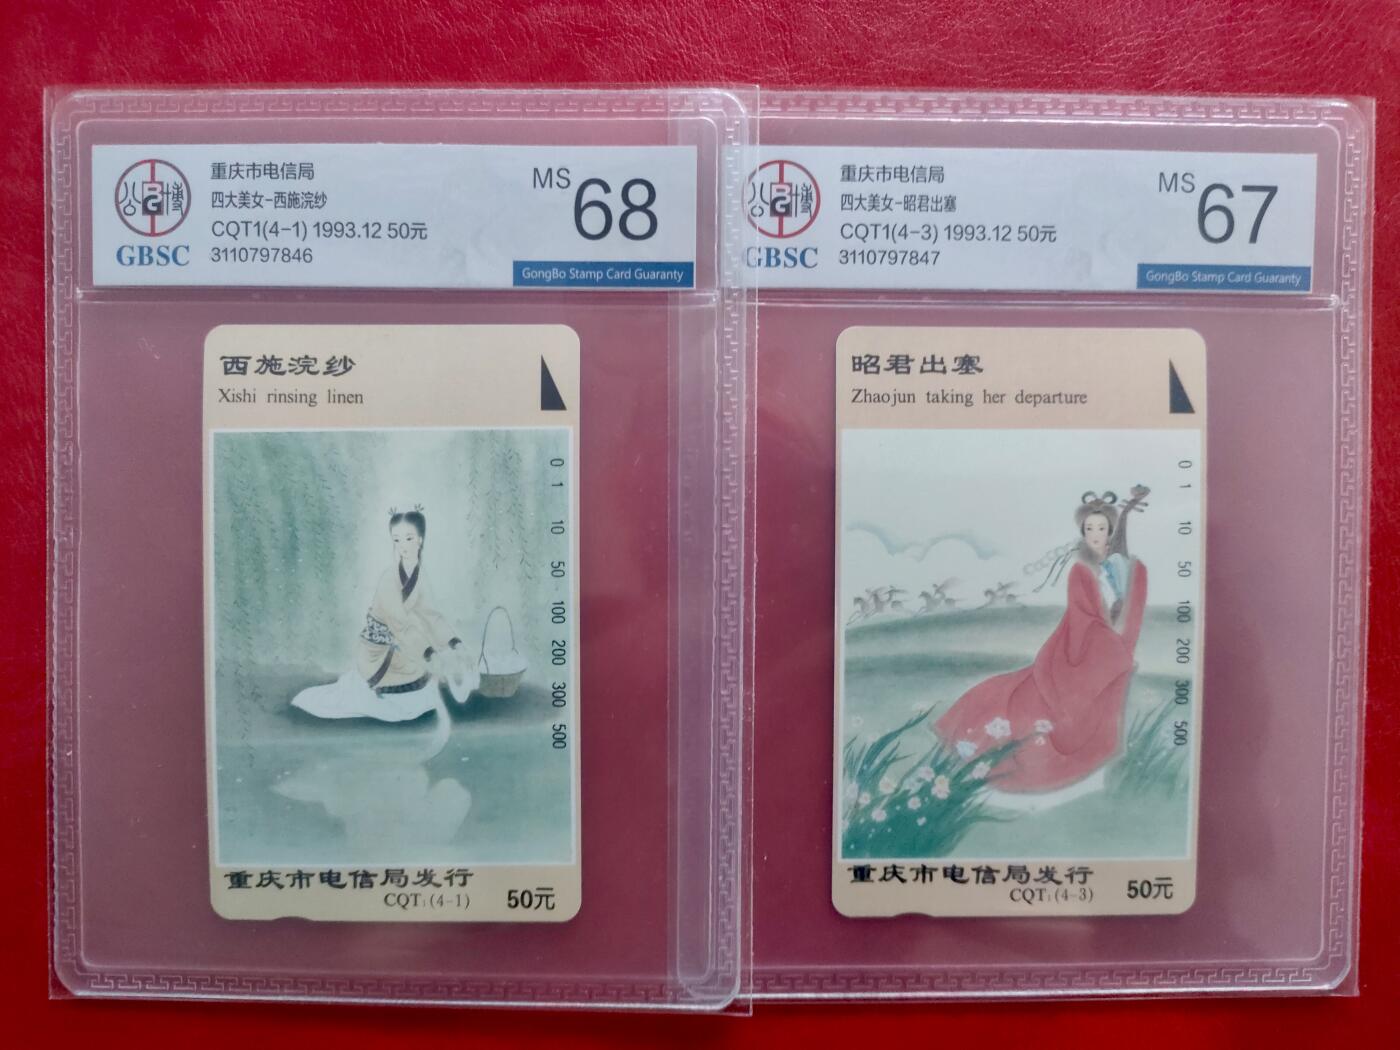 重庆市电信局
四大美女-西施浣纱
CQT1(4-1) 1993.12 50元
3110797846
MS 68
公博
BG
GBSC
GongBo Stamp Card Guaranty
西施浣纱
Xishi rinsing linen
0 1 10 50 100 200 300 500
重庆市电信局发行
CQT1(4-1)
50元
重庆市电信局
四大美女-昭君出塞
CQT1(4-3) 1993.12 50元
3110797847
MS 67
公博
BG
GBSC
GongBo Stamp Card Guaranty
昭君出塞
Zhaojun taking her departure
0 1 10 50 100 200 300 500
重庆市电信局发行
CQT1(4-3)
50元